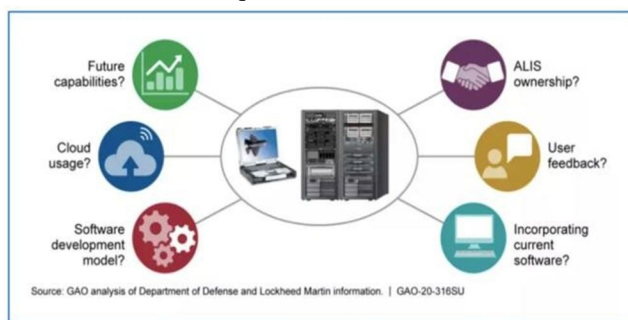 Future
capabilities?
ALIS
ownership?
Cloud
usage?
User
feedback?
Software
development
model?
Incorporating
current
software?
Source: GAO analysis of Department of Defense and Lockheed Martin information. | GAO-20-316SU